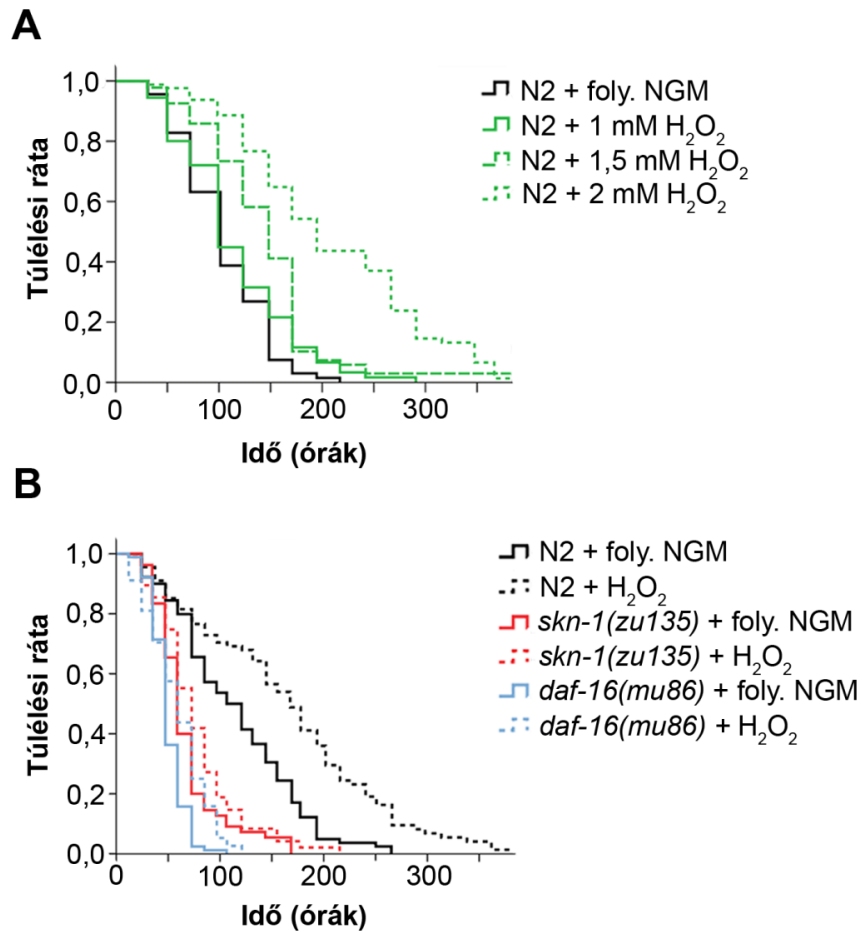 A
Túlélési ráta
1,0
0,8
0,6
0,4
0,2
0,0
0
100
200
300
Idő (órák)
N2 + foly. NGM
N2 + 1 mM H₂O₂
N2 + 1,5 mM H₂O₂
N2 + 2 mM H₂O₂
B
Túlélési ráta
1,0
0,8
0,6
0,4
0,2
0,0
0
100
200
300
Idő (órák)
N2 + foly. NGM
N2 + H₂O₂
skn-1(zu135) + foly. NGM
skn-1(zu135) + H₂O₂
daf-16(mu86) + foly. NGM
daf-16(mu86) + H₂O₂